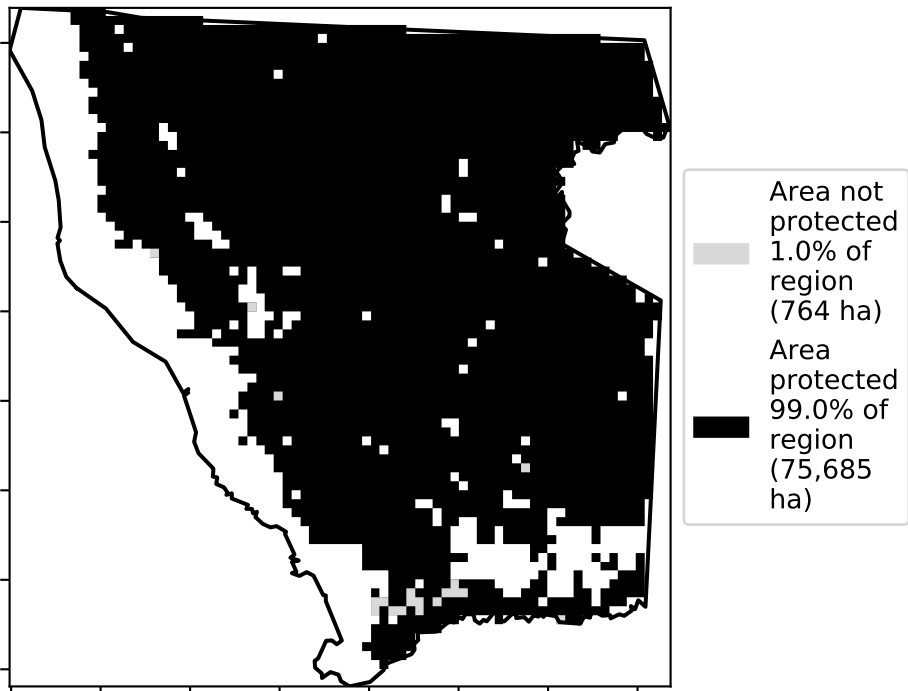 Area not
protected
1.0% of
region
(764 ha)
Area
protected
99.0% of
region
(75,685
ha)